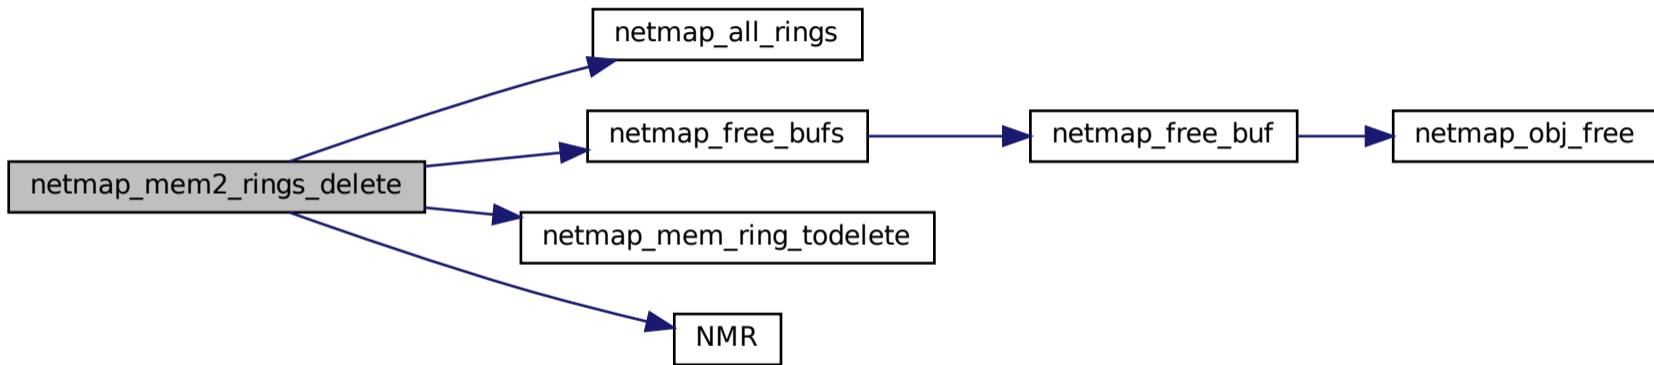 netmap_all_rings
netmap_free_bufs
netmap_free_buf
netmap_obj_free
netmap_mem2_rings_delete
netmap_mem_ring_todelete
NMR